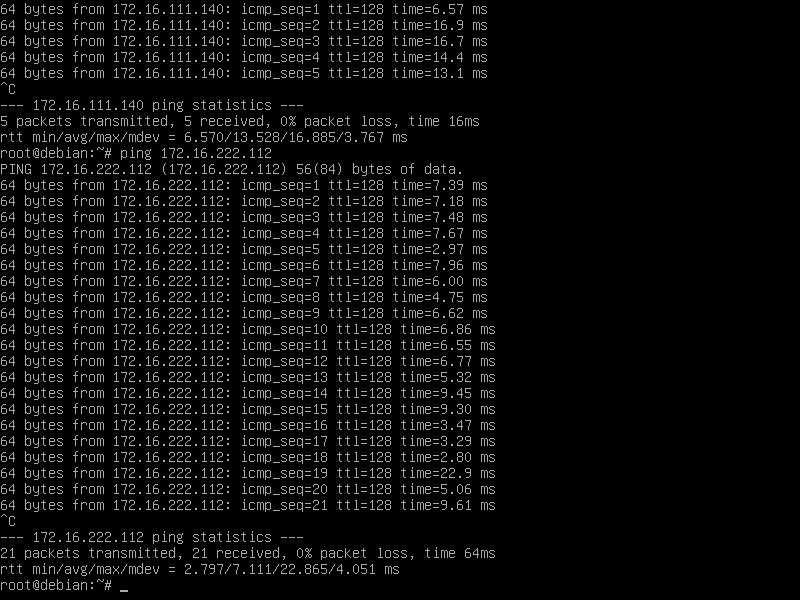 64 bytes from 172.16.111.140: icmp_seq=1 ttl=128 time=6.57 ms
64 bytes from 172.16.111.140: icmp_seq=2 ttl=128 time=16.9 ms
64 bytes from 172.16.111.140: icmp_seq=3 ttl=128 time=16.7 ms
64 bytes from 172.16.111.140: icmp_seq=4 ttl=128 time=14.4 ms
64 bytes from 172.16.111.140: icmp_seq=5 ttl=128 time=13.1 ms
^C
--- 172.16.111.140 ping statistics ---
5 packets transmitted, 5 received, 0% packet loss, time 16ms
rtt min/avg/max/mdev = 6.570/13.528/16.885/3.767 ms
root@debian:~# ping 172.16.222.112
PING 172.16.222.112 (172.16.222.112) 56(84) bytes of data.
64 bytes from 172.16.222.112: icmp_seq=1 ttl=128 time=7.39 ms
64 bytes from 172.16.222.112: icmp_seq=2 ttl=128 time=7.18 ms
64 bytes from 172.16.222.112: icmp_seq=3 ttl=128 time=7.48 ms
64 bytes from 172.16.222.112: icmp_seq=4 ttl=128 time=7.67 ms
64 bytes from 172.16.222.112: icmp_seq=5 ttl=128 time=2.97 ms
64 bytes from 172.16.222.112: icmp_seq=6 ttl=128 time=7.96 ms
64 bytes from 172.16.222.112: icmp_seq=7 ttl=128 time=6.00 ms
64 bytes from 172.16.222.112: icmp_seq=8 ttl=128 time=4.75 ms
64 bytes from 172.16.222.112: icmp_seq=9 ttl=128 time=6.62 ms
64 bytes from 172.16.222.112: icmp_seq=10 ttl=128 time=6.86 ms
64 bytes from 172.16.222.112: icmp_seq=11 ttl=128 time=6.55 ms
64 bytes from 172.16.222.112: icmp_seq=12 ttl=128 time=6.77 ms
64 bytes from 172.16.222.112: icmp_seq=13 ttl=128 time=5.32 ms
64 bytes from 172.16.222.112: icmp_seq=14 ttl=128 time=9.45 ms
64 bytes from 172.16.222.112: icmp_seq=15 ttl=128 time=9.30 ms
64 bytes from 172.16.222.112: icmp_seq=16 ttl=128 time=3.47 ms
64 bytes from 172.16.222.112: icmp_seq=17 ttl=128 time=3.29 ms
64 bytes from 172.16.222.112: icmp_seq=18 ttl=128 time=2.80 ms
64 bytes from 172.16.222.112: icmp_seq=19 ttl=128 time=22.9 ms
64 bytes from 172.16.222.112: icmp_seq=20 ttl=128 time=5.06 ms
64 bytes from 172.16.222.112: icmp_seq=21 ttl=128 time=9.61 ms
^C
--- 172.16.222.112 ping statistics ---
21 packets transmitted, 21 received, 0% packet loss, time 64ms
rtt min/avg/max/mdev = 2.797/7.111/22.865/4.051 ms
root@debian:~# _